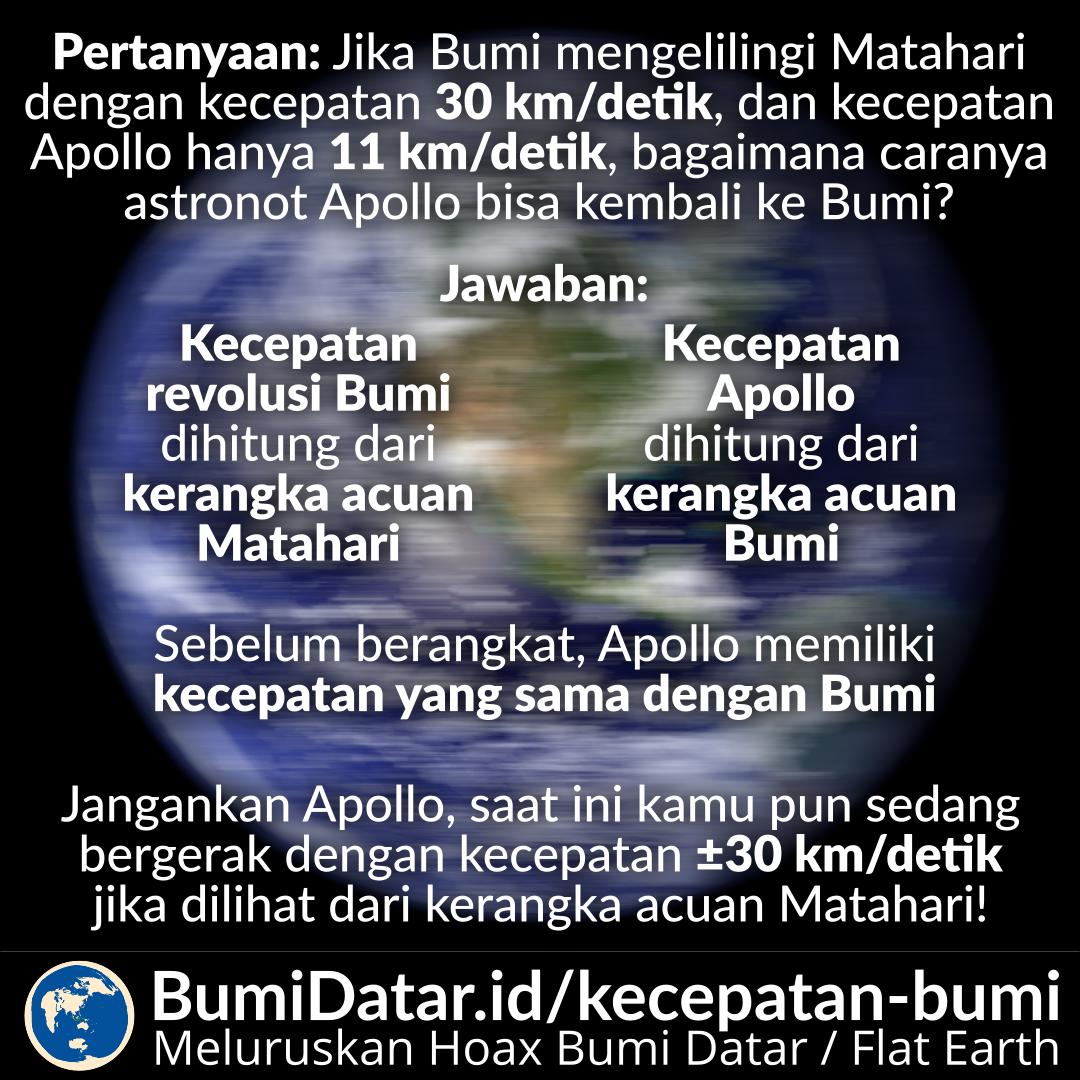 Pertanyaan: Jika Bumi mengelilingi Matahari
dengan kecepatan 30 km/detik, dan kecepatan
Apollo hanya 11 km/detik, bagaimana caranya
astronot Apollo bisa kembali ke Bumi?
Jawaban:
Kecepatan
revolusi Bumi
dihitung dari
kerangka acuan
Matahari
Kecepatan
Apollo
dihitung dari
kerangka acuan
Bumi
Sebelum berangkat, Apollo memiliki
kecepatan yang sama dengan Bumi
Jangankan Apollo, saat ini kamu pun sedang
bergerak dengan kecepatan ±30 km/detik
jika dilihat dari kerangka acuan Matahari!
BumiDatar.id/kecepatan-bumi
Meluruskan Hoax Bumi Datar / Flat Earth